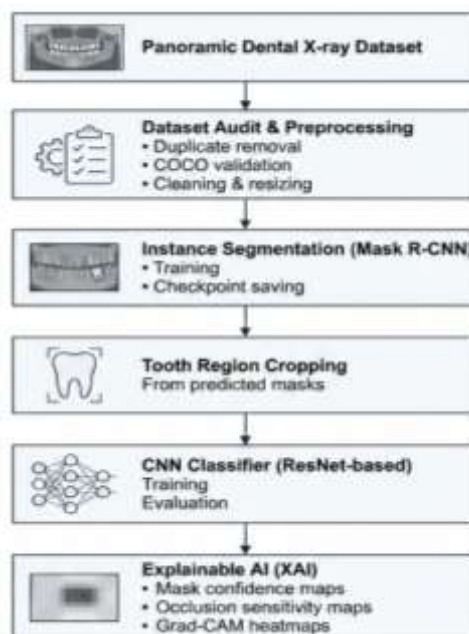 Panoramic Dental X-ray Dataset
Dataset Audit & Preprocessing
• Duplicate removal
• COCO validation
• Cleaning & resizing
Instance Segmentation (Mask R-CNN)
• Training
• Checkpoint saving
Tooth Region Cropping
From predicted masks
CNN Classifier (ResNet-based)
Training
Evaluation
Explainable AI (XAI)
• Mask confidence maps
• Occlusion sensitivity maps
• Grad-CAM heatmaps